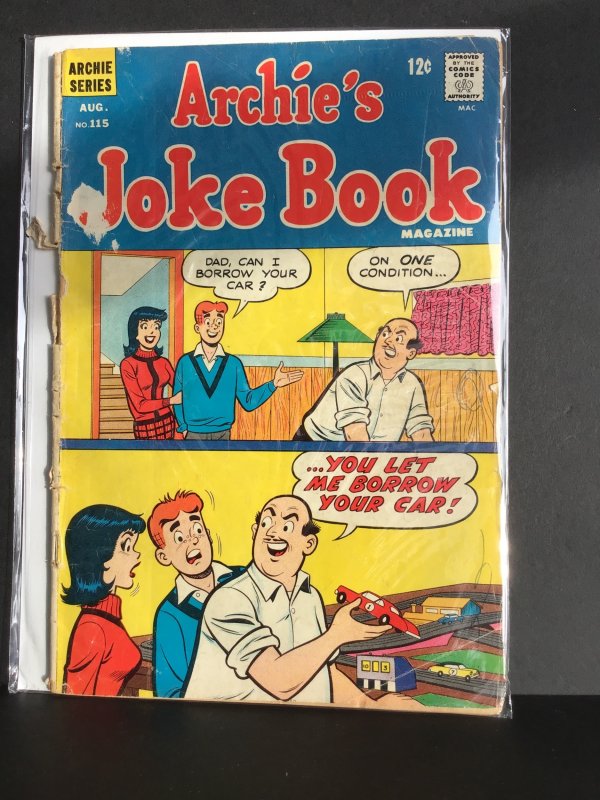 ARCHIE
SERIES
AUG.
NO. 115
Archie's
12¢
APPROVED
BY THE
COMICS
CODE
AUTHORITY
MAC
Joke Book
MAGAZINE
DAD, CAN I
BORROW YOUR
CAR?
ON ONE
CONDITION...
...YOU LET
ME BORROW
YOUR CAR!